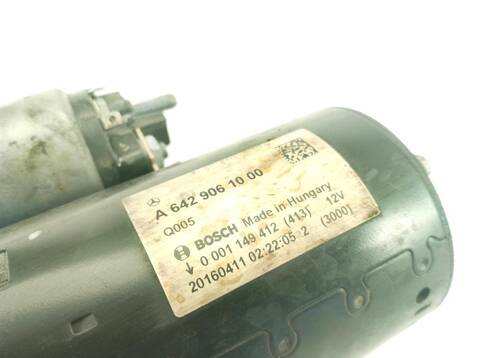 A 642 906 10 00
Q005
BOSCH Made in Hungary
0 001 149 412 (413) 12V
20160411 02:22:05 2 (3000)